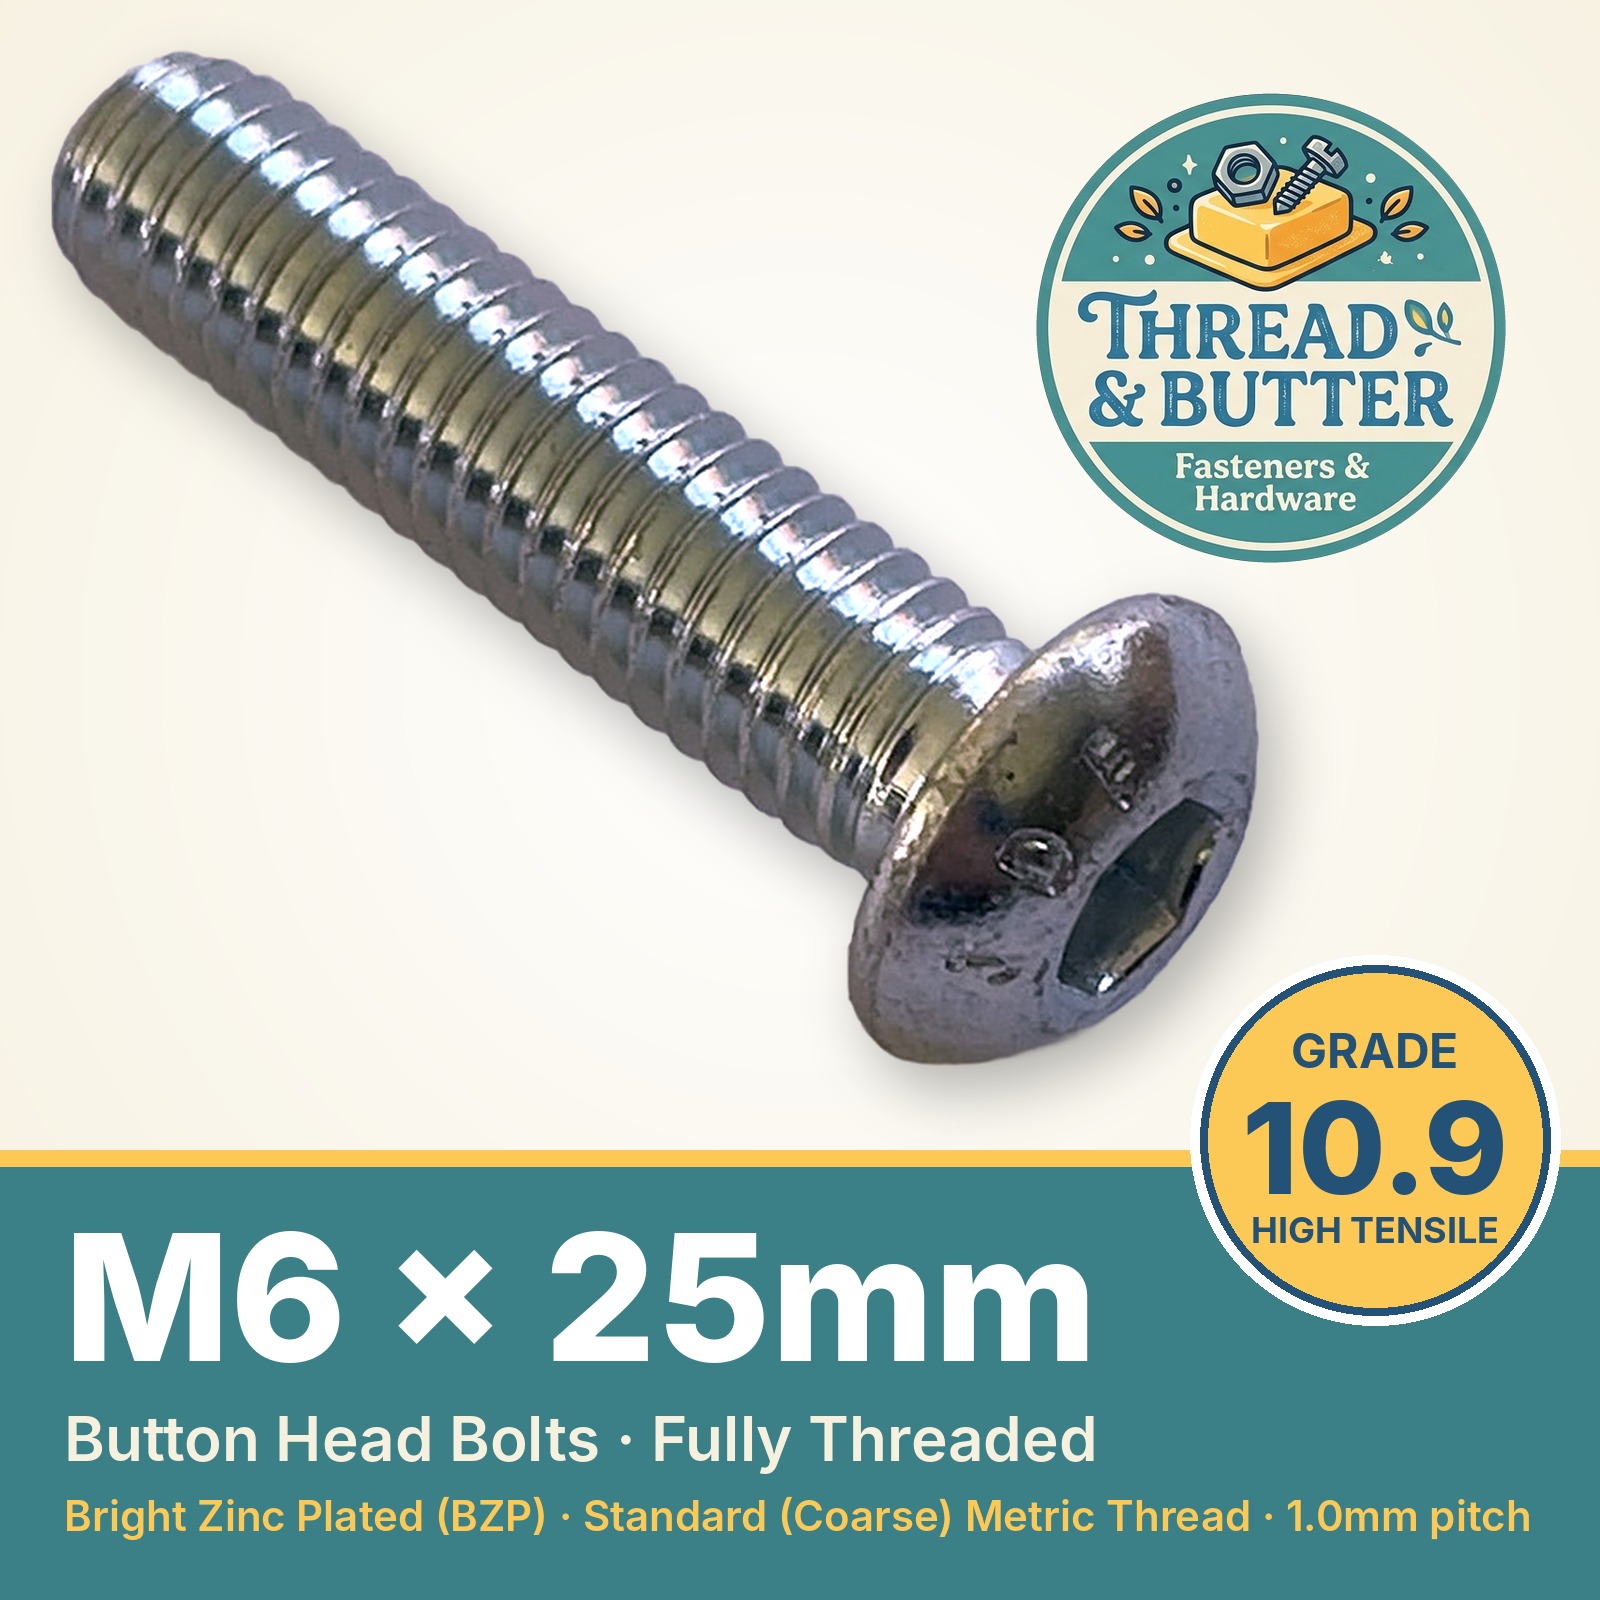 THREAD
& BUTTER
Fasteners &
Hardware
GRADE
10.9
HIGH TENSILE
M6 × 25mm
Button Head Bolts · Fully Threaded
Bright Zinc Plated (BZP) · Standard (Coarse) Metric Thread · 1.0mm pitch